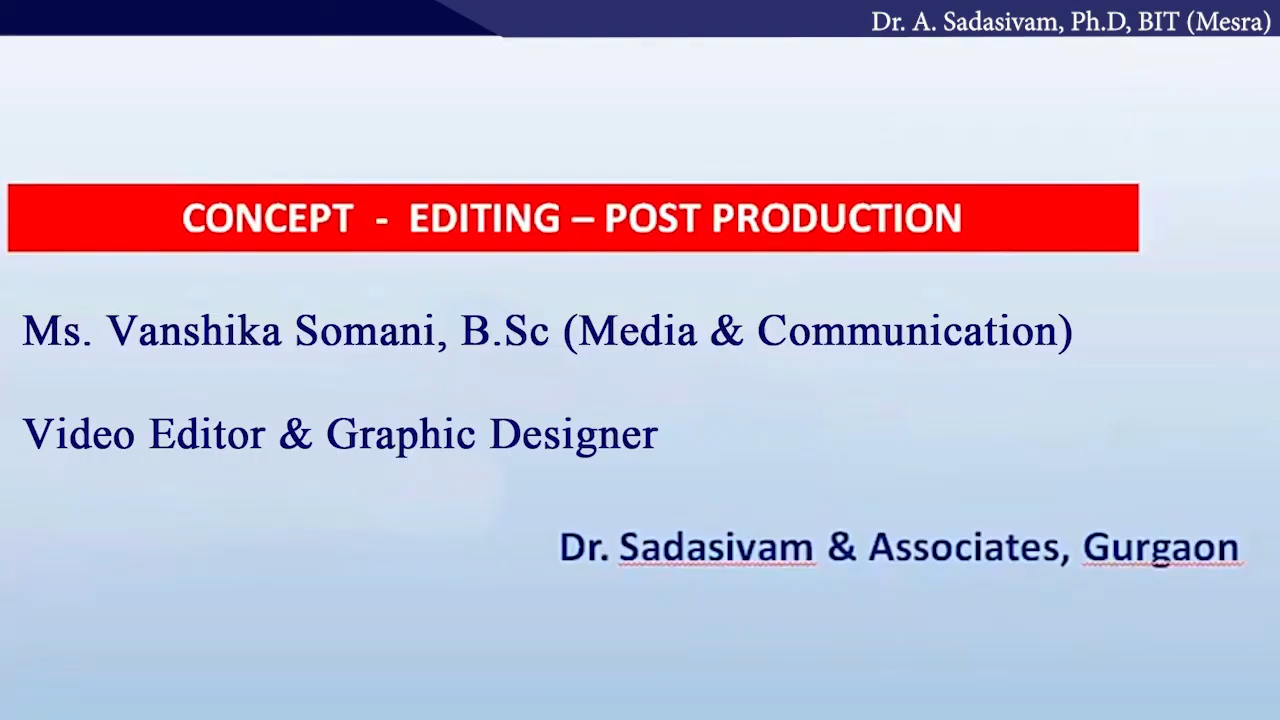 Dr. A. Sadasivam, Ph.D, BIT (Mesra)
CONCEPT - EDITING – POST PRODUCTION
Ms. Vanshika Somani, B.Sc (Media & Communication)
Video Editor & Graphic Designer
Dr. Sadasivam & Associates, Gurgaon